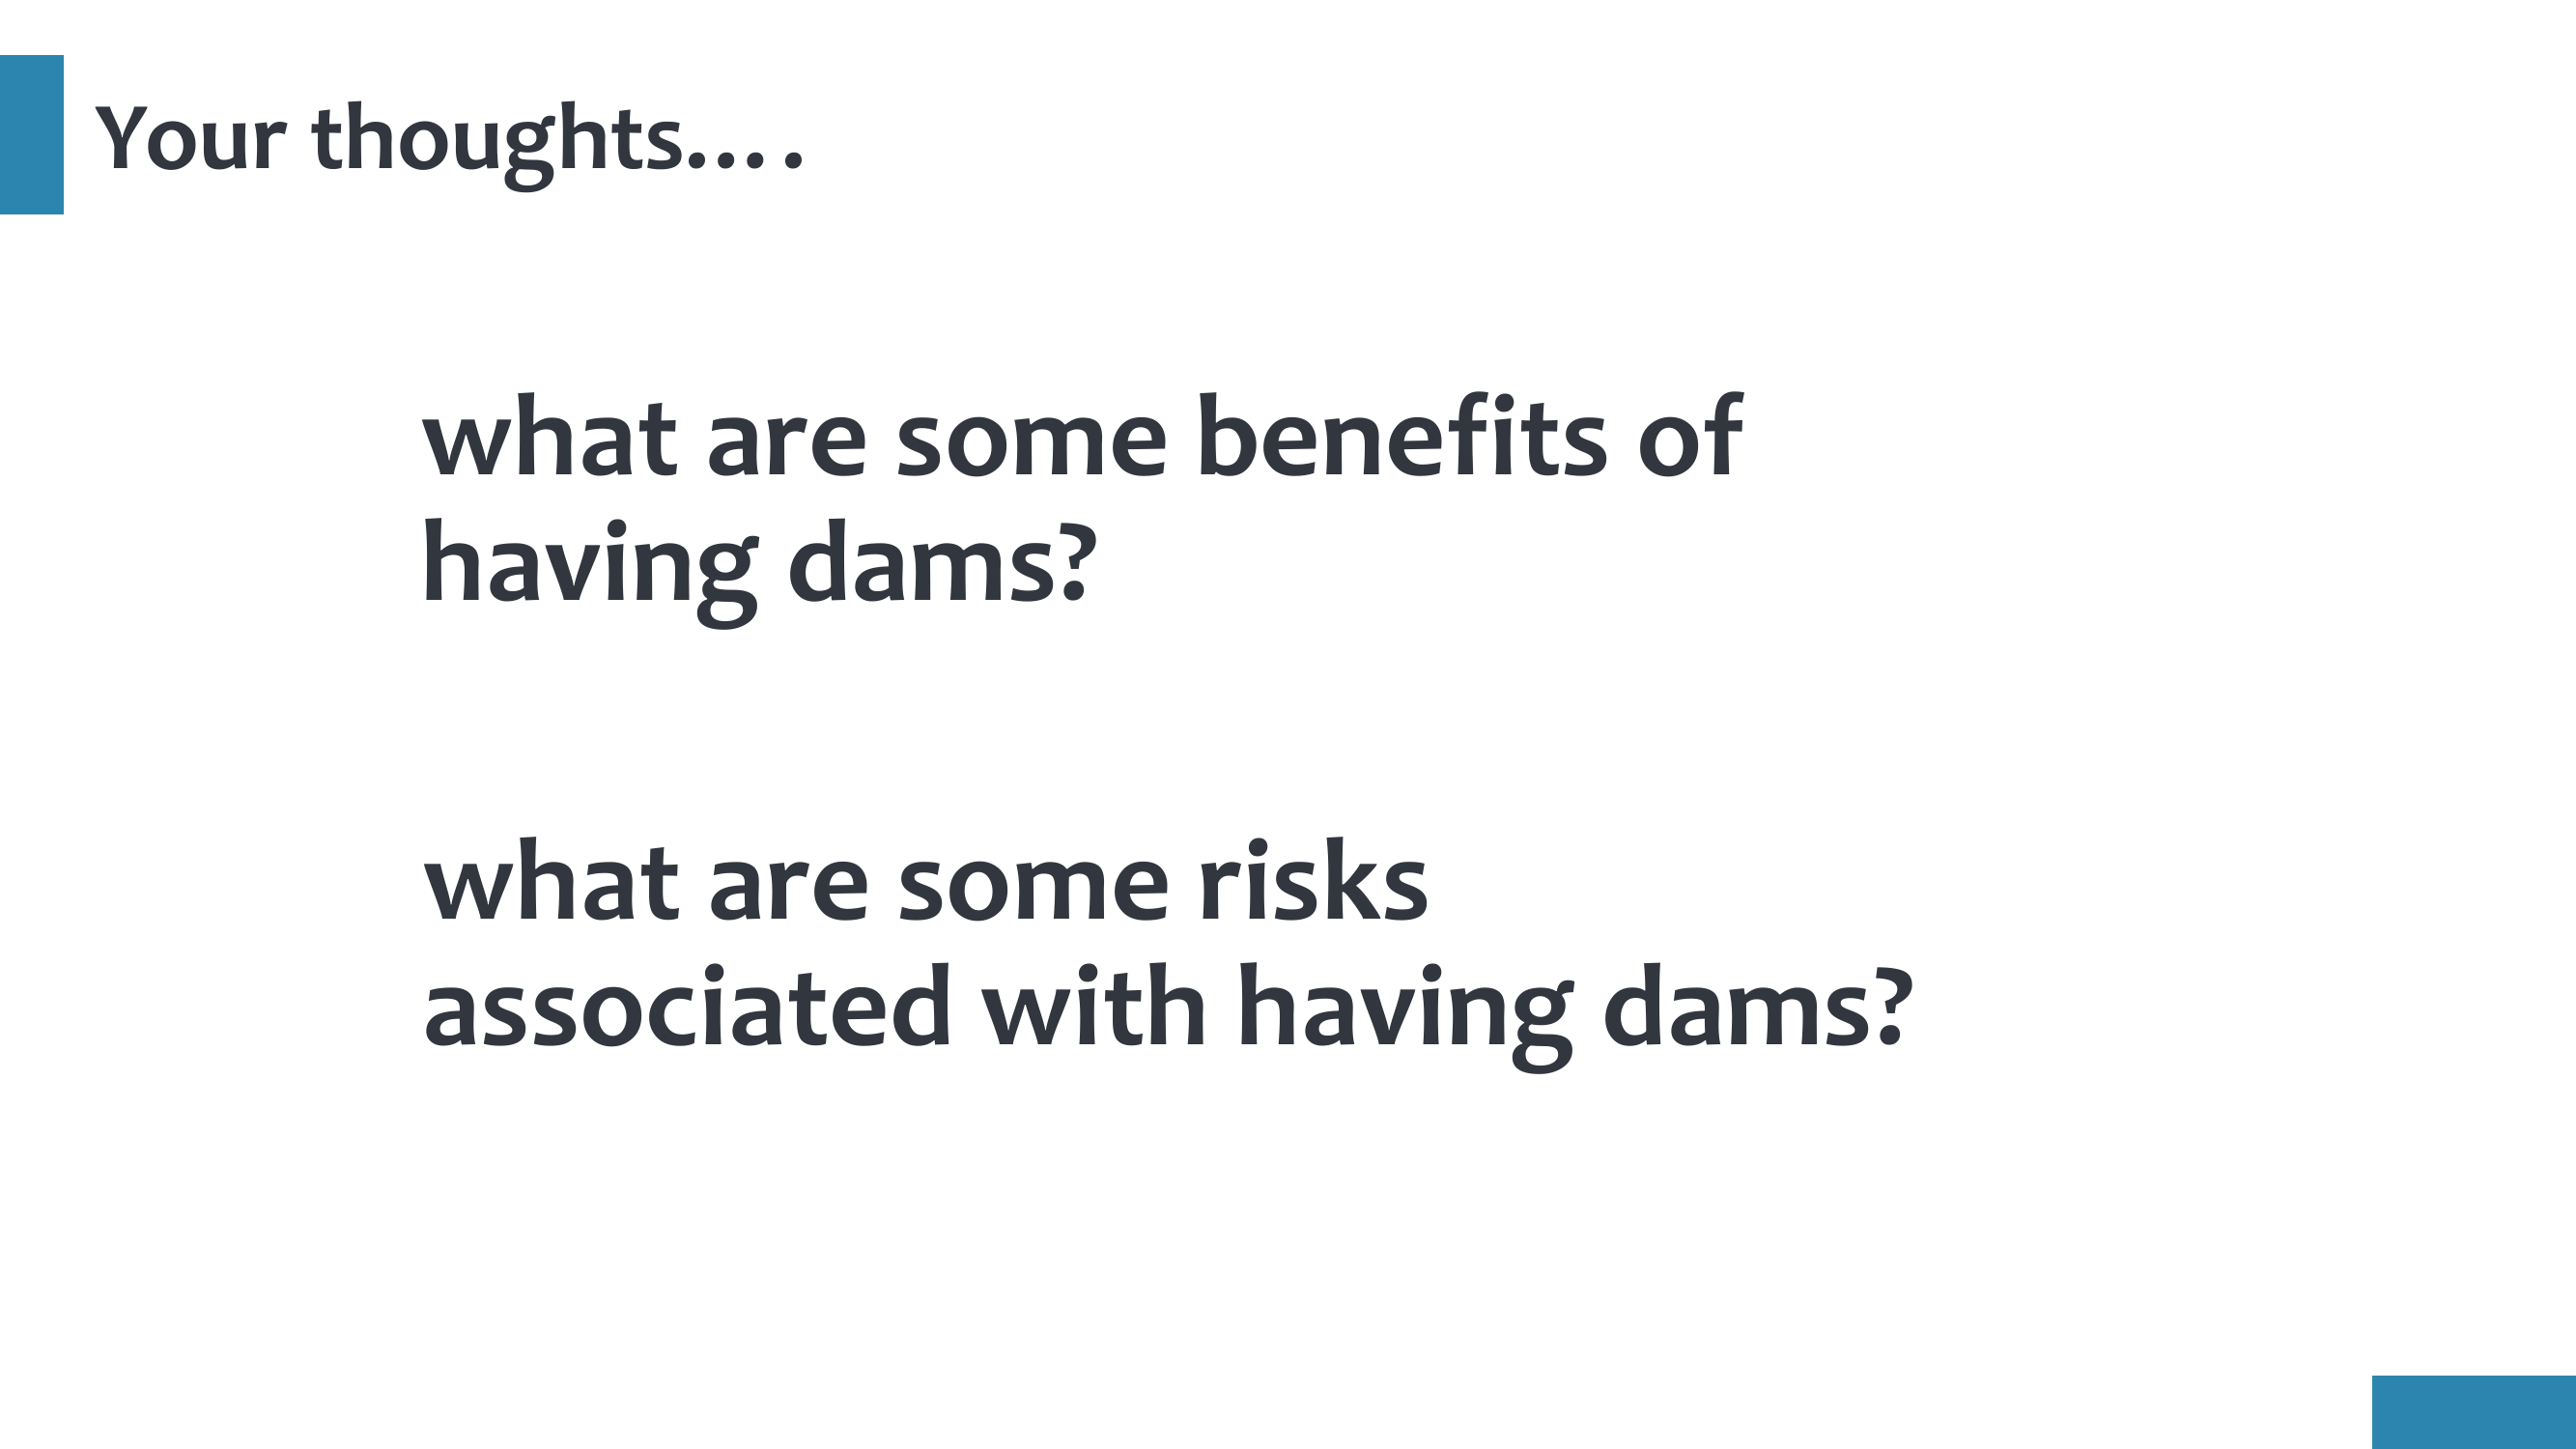 Your thoughts….
what are some benefits of
having dams?
what are some risks
associated with having dams?